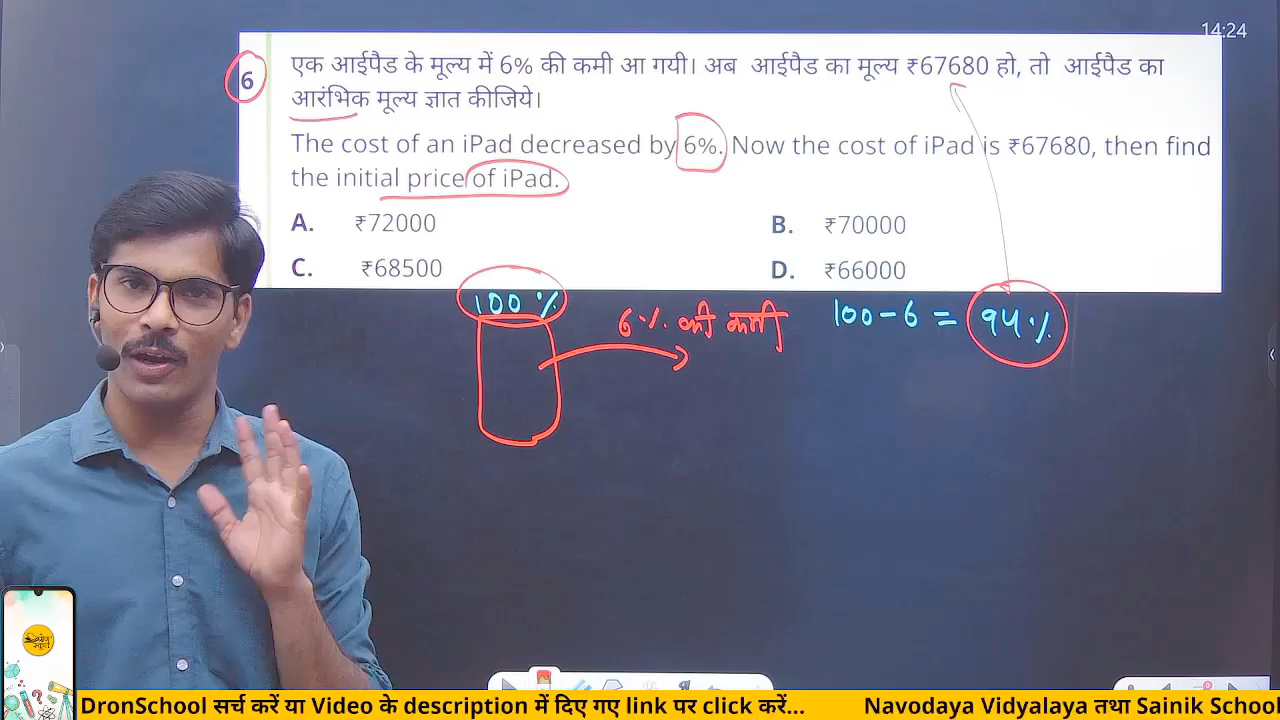 14:24
6
एक आईपैड के मूल्य में 6% की कमी आ गयी। अब आईपैड का मूल्य ₹67680 हो, तो आईपैड का
आरंभिक मूल्य ज्ञात कीजिये।
The cost of an iPad decreased by 6%. Now the cost of iPad is ₹67680, then find
the initial price of iPad.
A. ₹72000
B. ₹70000
C. ₹68500
D. ₹66000
100 %
6% की कमी
100 - 6 = 94%
DronSchool सर्च करें या Video के description में दिए गए link पर click करें... Navodaya Vidyalaya तथा Sainik School